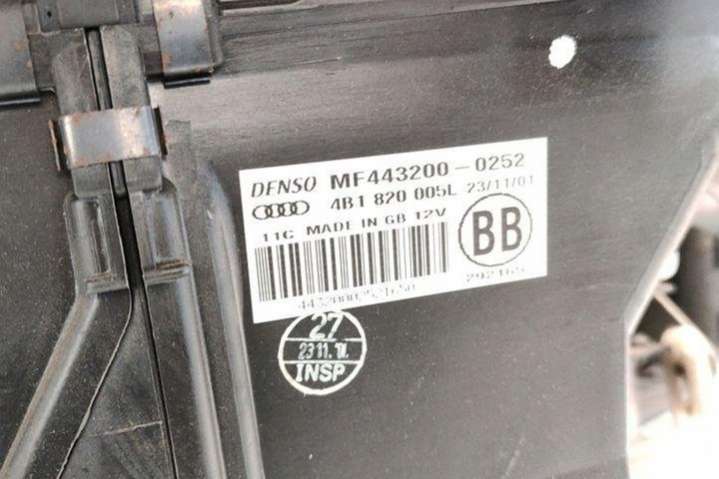 DENSO MF443200-0252
4B1 820 005L 23/11/01
11C MADE IN GB 12V
BB
292165
27
23 11. 
INSP